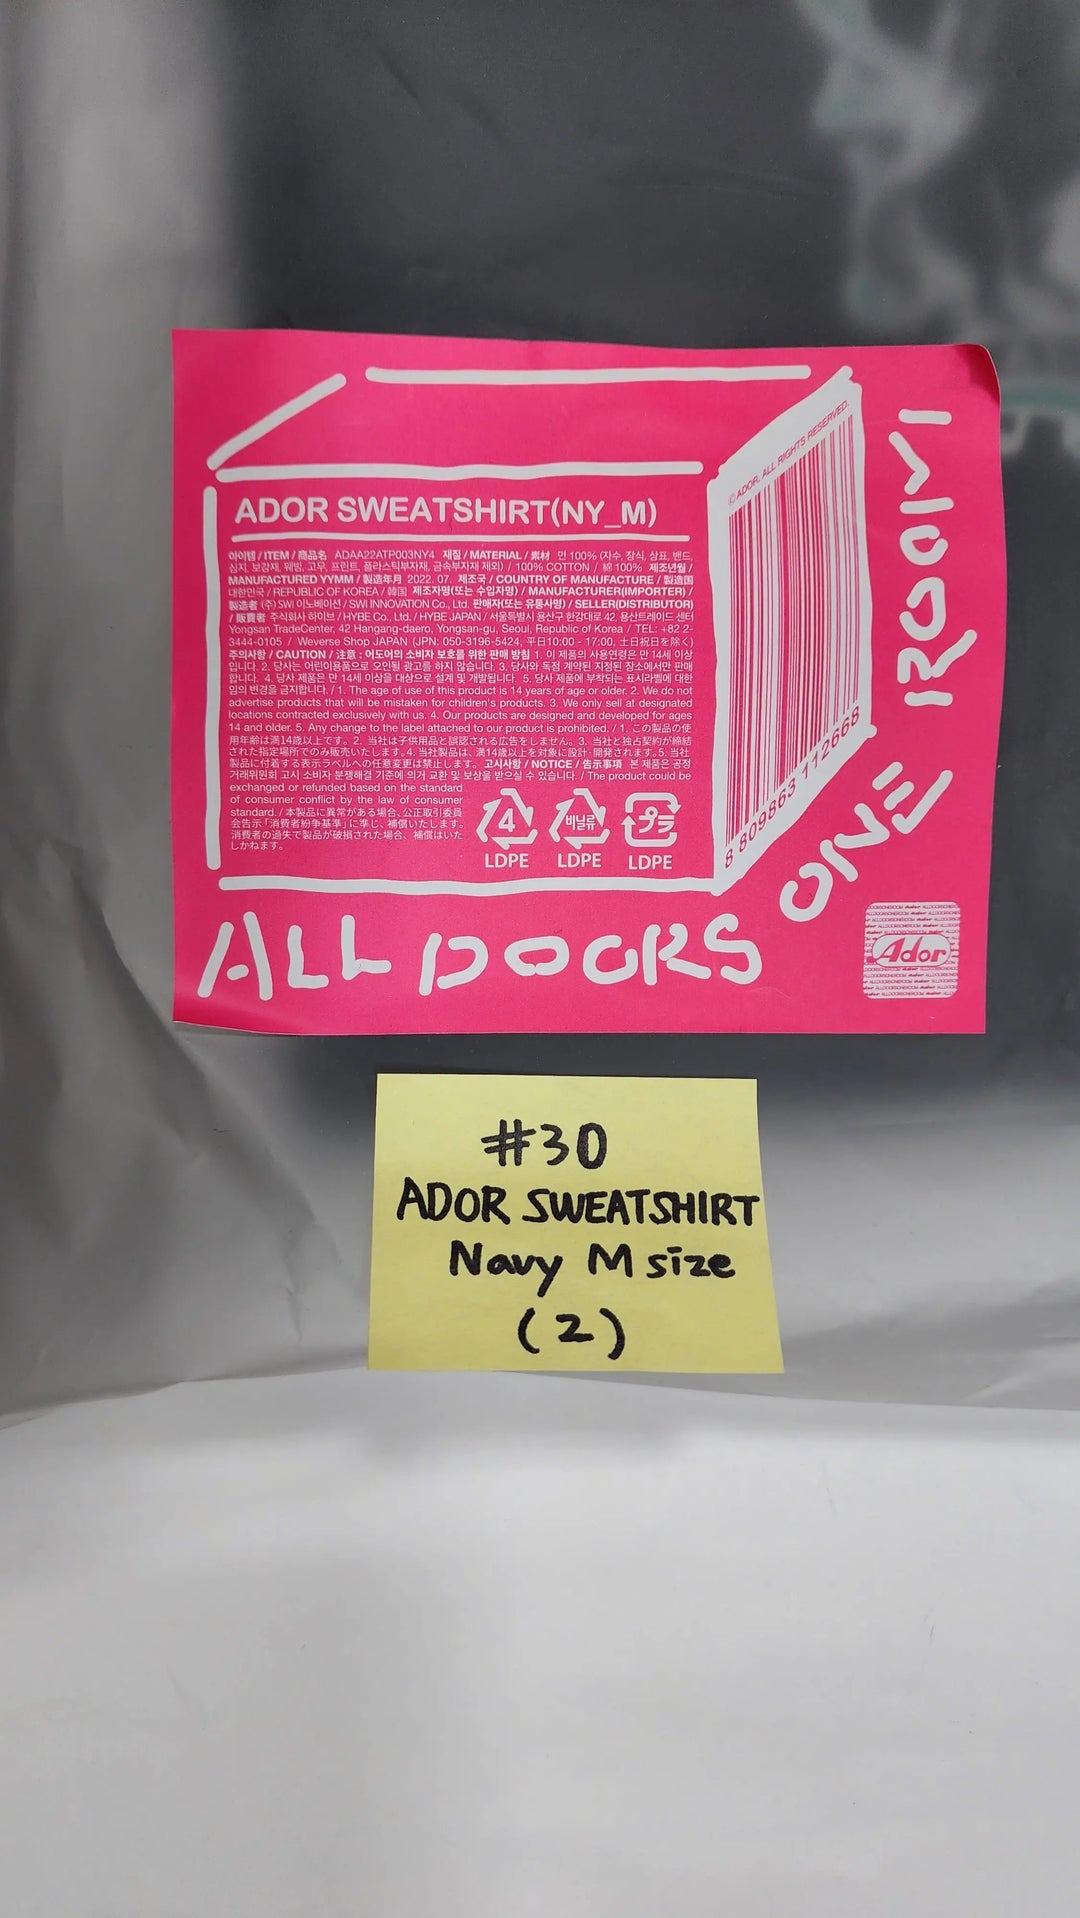 ADOR SWEATSHIRT(NY_M)
아이템 / ITEM / 商品名 ADAA22ATP003NY4 재질 / MATERIAL / 素材 면 100% (자수, 장식, 상표, 밴드,
심지, 보강재, 웨빙, 고무, 프린트, 플라스틱부자재, 금속부자재 제외) / 100% COTTON / 綿 100% 제조년월 /
MANUFACTURED YYMM / 製造年月 2022. 07. 제조국 / COUNTRY OF MANUFACTURE / 製造国
대한민국 / REPUBLIC OF KOREA / 韓国 제조자명(또는 수입자명) / MANUFACTURER(IMPORTER) /
製造者 (주) SWI 이노베이션 / SWI INNOVATION Co., Ltd. 판매자(또는 유통사명) / SELLER(DISTRIBUTOR)
/ 販賣者 주식회사 하이브 / HYBE Co., Ltd. / HYBE JAPAN / 서울특별시 용산구 한강대로 42, 용산트레이드 센터
Yongsan TradeCenter, 42 Hangang-daero, Yongsan-gu, Seoul, Republic of Korea / TEL: +82 2-
3444-0105 / Weverse Shop JAPAN (JPN: 050-3196-5424, 平日10:00 - 17:00, 土日祝日を除く)
주의사항 / CAUTION / 注意 : 어도어의 소비자 보호를 위한 판매 방침 1. 이 제품의 사용연령은 만 14세 이상
입니다. 2. 당사는 어린이용품으로 오인될 광고를 하지 않습니다. 3. 당사와 독점 계약된 지정된 장소에서만 판매
합니다. 4. 당사 제품은 만 14세 이상을 대상으로 설계 및 개발됩니다. 5. 당사 제품에 부착되는 표시라벨에 대한
임의 변경을 금지합니다. / 1. The age of use of this product is 14 years of age or older. 2. We do not
advertise products that will be mistaken for children's products. 3. We only sell at designated
locations contracted exclusively with us. 4. Our products are designed and developed for ages
14 and older. 5. Any change to the label attached to our product is prohibited. / 1. この製品の使
用年齢は満14歳以上です。2. 当社は子供用品と誤認される広告をしません。3. 当社と独占契約が締結
された指定場所でのみ販売いたします。4. 当社製品は、満14歳以上を対象に設計·開発されます。5. 当社
製品に付着する表示ラベルへの任意変更は禁止します。 고시사항 / NOTICE / 告示事項 본 제품은 공정
거래위원회 고시 소비자 분쟁해결 기준에 의거 교환 및 보상을 받으실 수 있습니다. / The product could be
exchanged or refunded based on the standard
of consumer conflict by the law of consumer
standard. / 本製品に異常がある場合、公正取引委員
会告示「消費者紛争基準」に準じ、補償いたします。
消費者の過失で製品が破損された場合、補償はいた
しかねます。
4
LDPE
비닐류
LDPE
プラ
LDPE
© ADOR. ALL RIGHTS RESERVED.
8 809863 112668
ALL DOORS ONE ROOM
Ador
#30
ADOR SWEATSHIRT
Navy M size
(2)